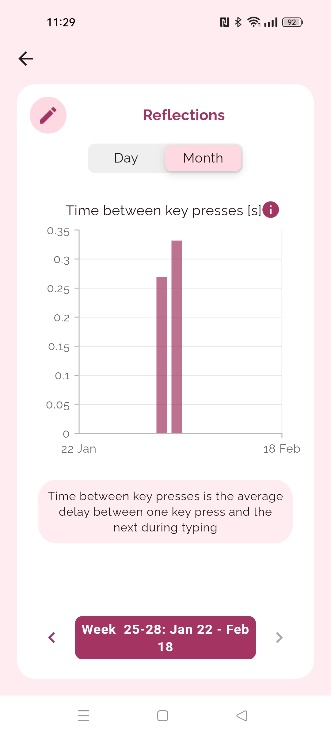 11:29
92
Reflections
Day
Month
Time between key presses [s]
i
0.35
0.3
0.25
0.2
0.15
0.1
0.05
0
22 Jan
18 Feb
Time between key presses is the average
delay between one key press and the
next during typing
Week 25-28: Jan 22 - Feb
18